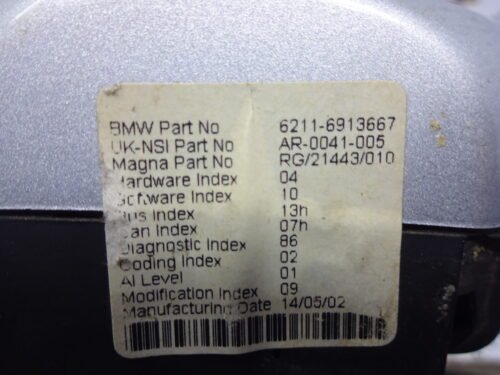 BMW Part No 6211-6913667
UK-NSI Part No AR-0041-005
Magna Part No RG/21443/010
Hardware Index 04
Software Index 10
Bus Index 13h
Can Index 07h
Diagnostic Index 86
Coding Index 02
AI Level 01
Modification Index 09
Manufacturing Date 14/05/02